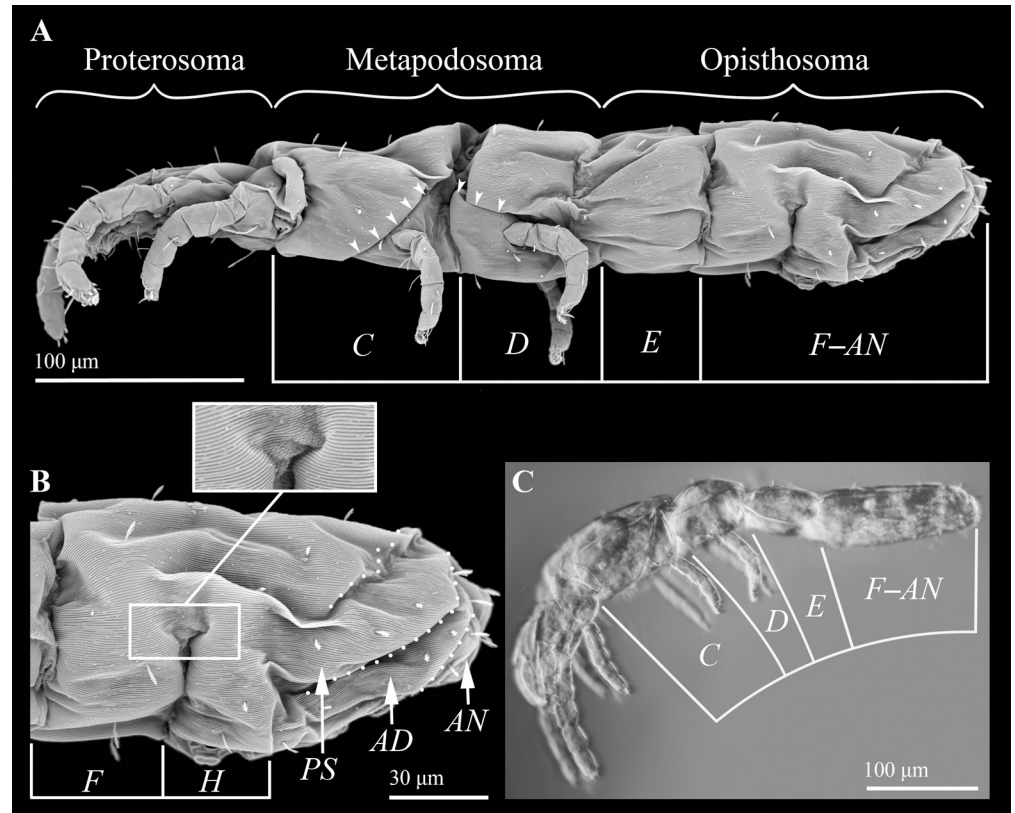 A
Proterosoma Metapodosoma Opisthosoma
C D E F–AN
100 μm
B
F H PS AD AN
30 μm
C
C D E F–AN
100 μm